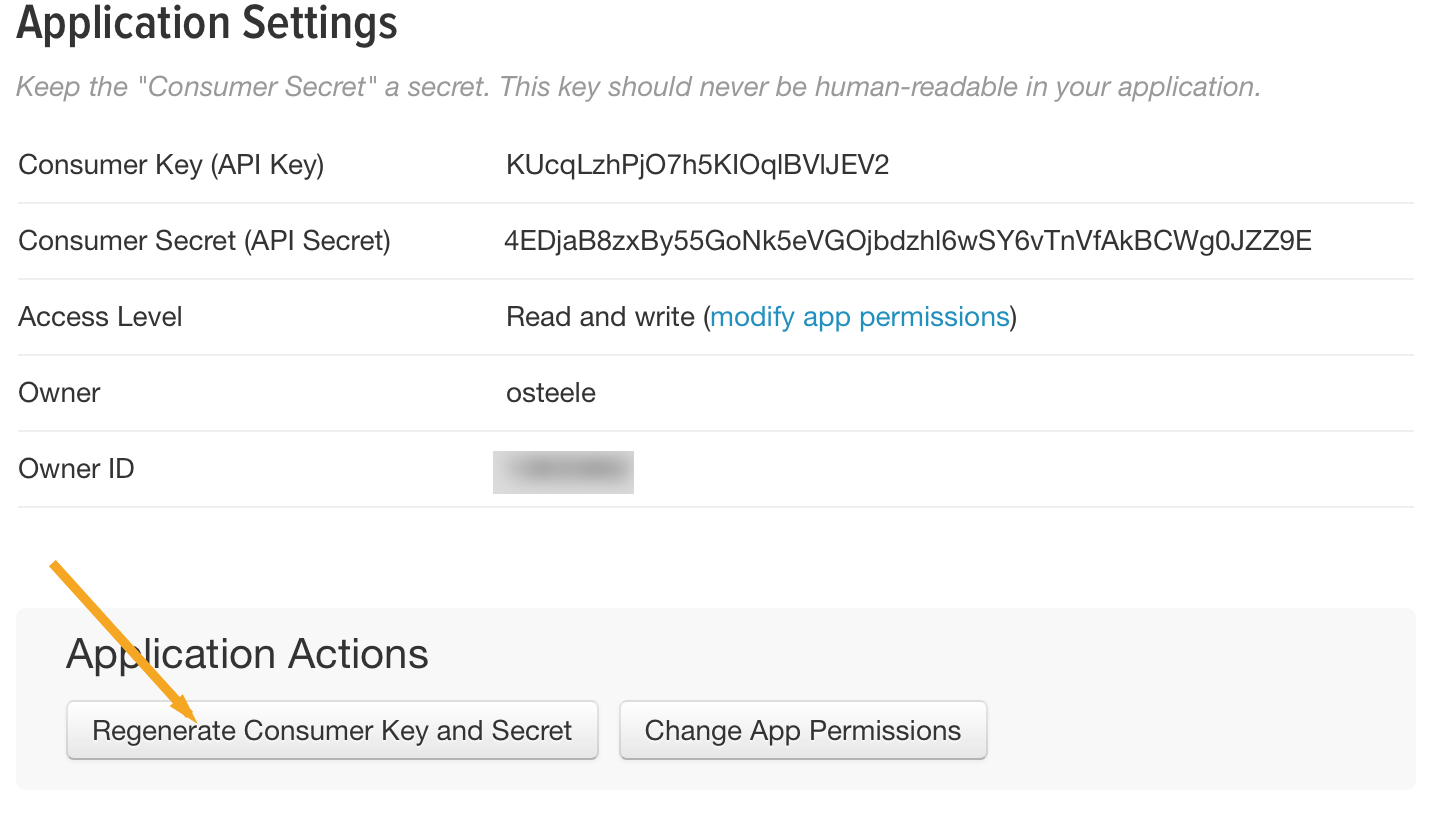 Application Settings
Keep the "Consumer Secret" a secret. This key should never be human-readable in your application.
Consumer Key (API Key) KUcqLzhPjO7h5KIOqlBVlJEV2
Consumer Secret (API Secret) 4EDjaB8zxBy55GoNk5eVGOjbdzhl6wSY6vTnVfAkBCWg0JZZ9E
Access Level Read and write (modify app permissions)
Owner osteele
Owner ID
Application Actions
Regenerate Consumer Key and Secret Change App Permissions